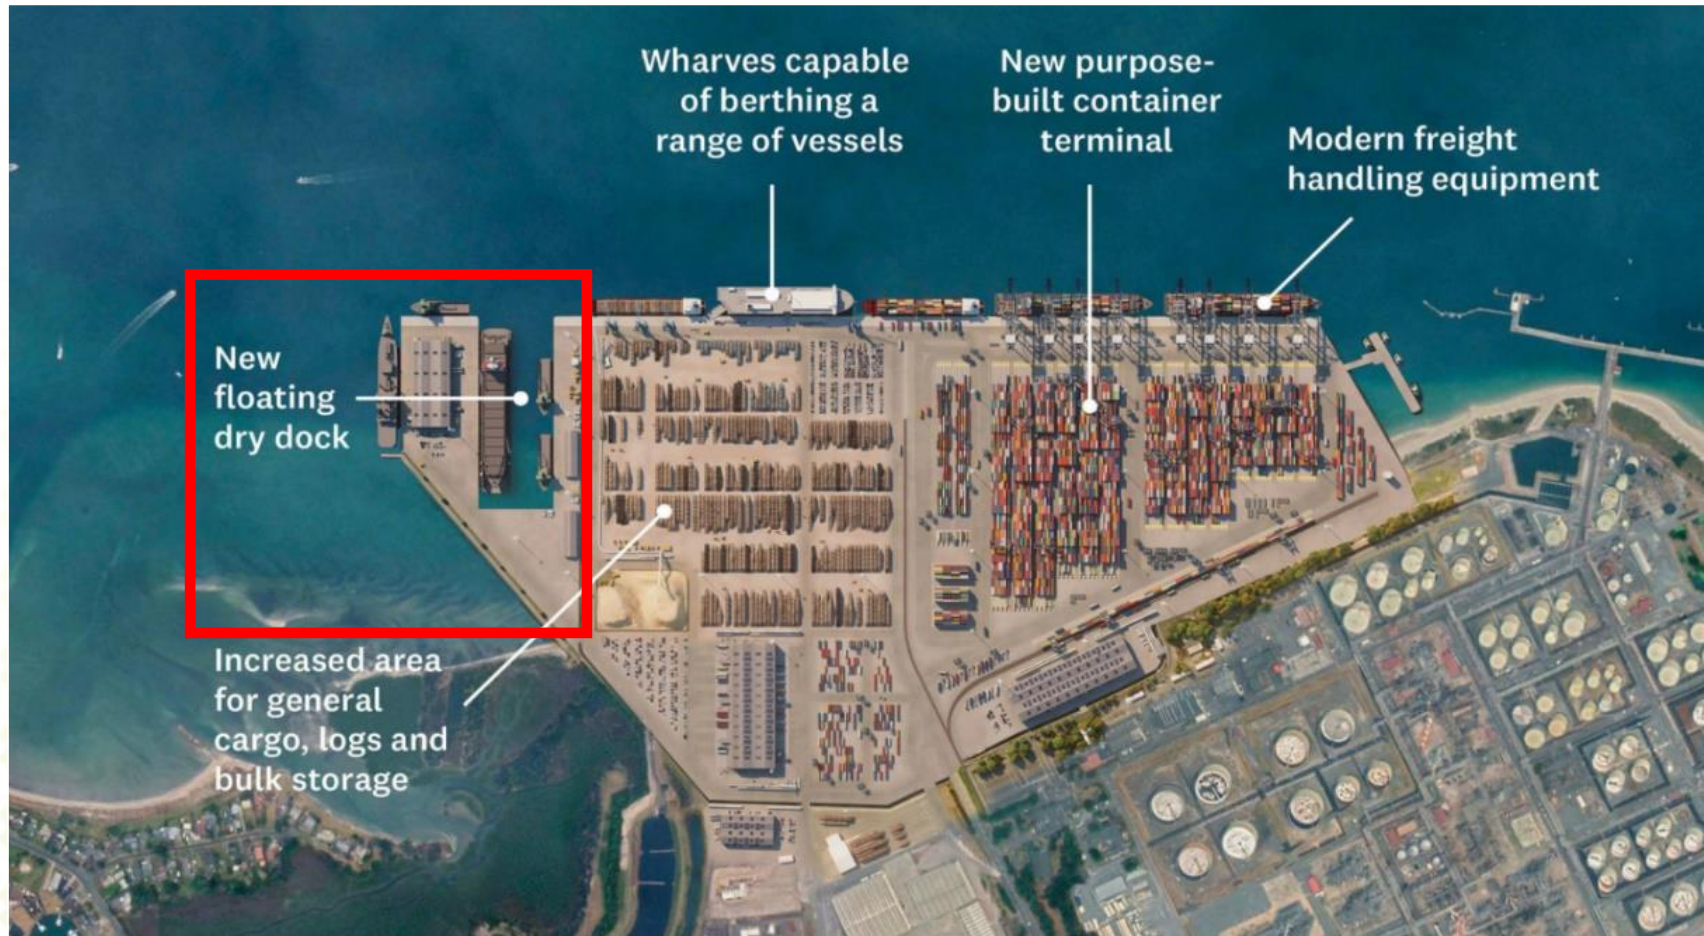 Wharves capable
of berthing a
range of vessels
New purpose-
built container
terminal
Modern freight
handling equipment
New
floating
dry dock
Increased area
for general
cargo, logs and
bulk storage